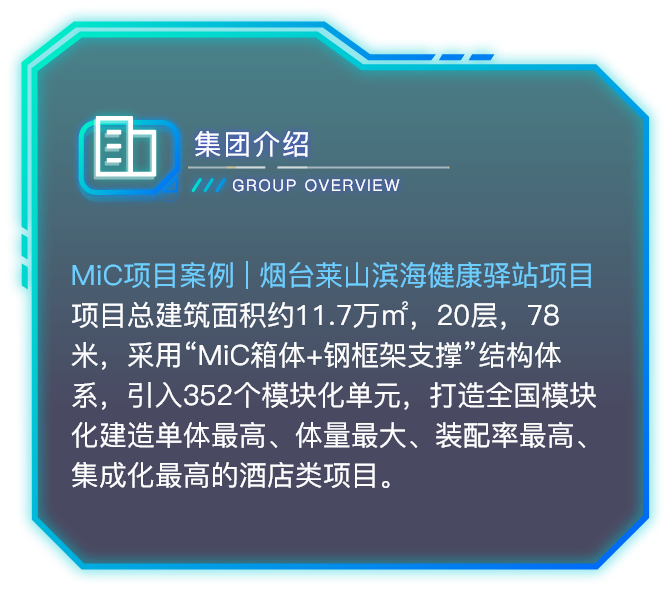 集团介绍
GROUP OVERVIEW
MiC项目案例 | 烟台莱山滨海健康驿站项目
项目总建筑面积约11.7万㎡，20层，78
米，采用“MiC箱体+钢框架支撑”结构体
系，引入352个模块化单元，打造全国模块
化建造单体最高、体量最大、装配率最高、
集成化最高的酒店类项目。